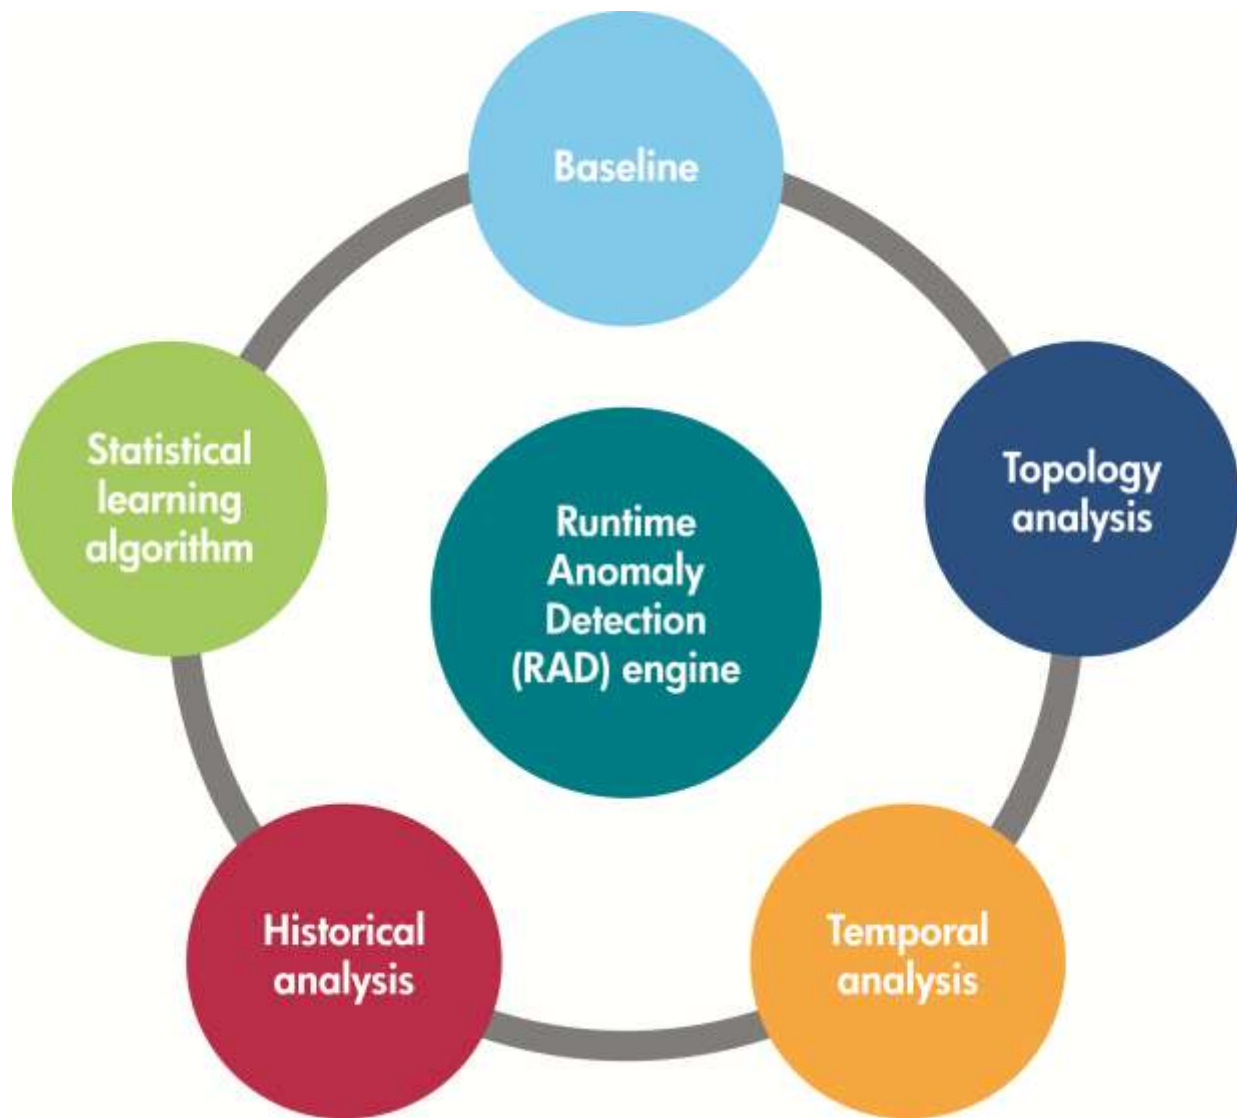 Baseline
Statistical
learning
algorithm
Topology
analysis
Runtime
Anomaly
Detection
(RAD) engine
Historical
analysis
Temporal
analysis